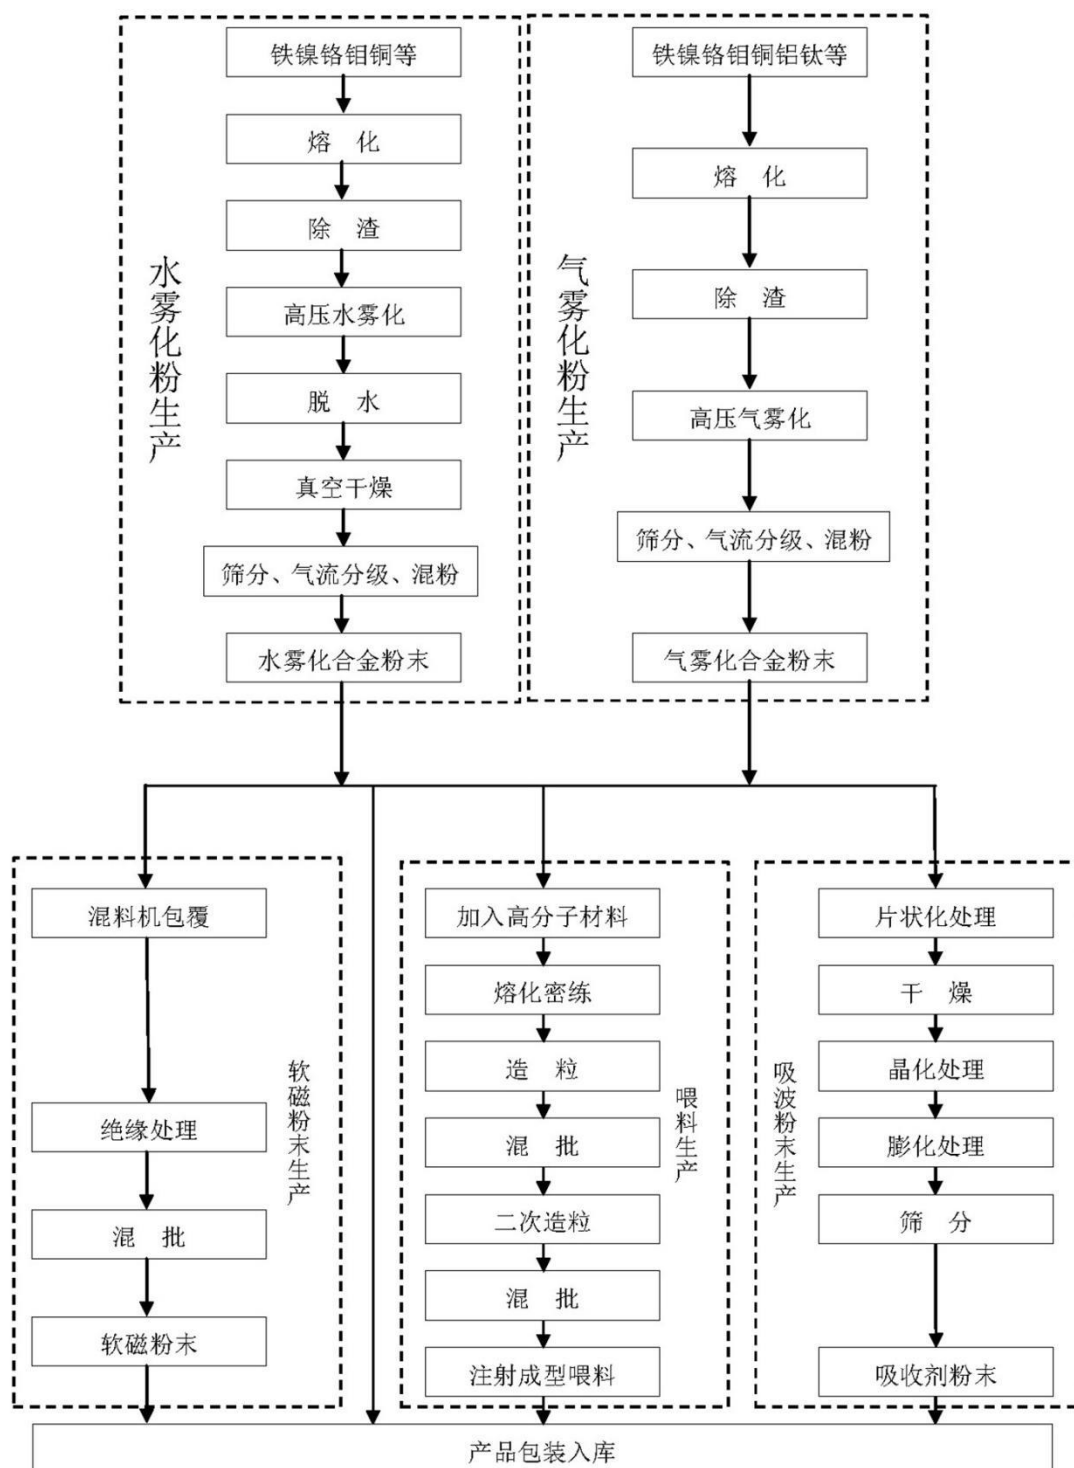 水雾化粉生产
铁镍铬钼铜等
熔 化
除 渣
高压水雾化
脱 水
真空干燥
筛分、气流分级、混粉
水雾化合金粉末
气雾化粉生产
铁镍铬钼铜铝钛等
熔 化
除 渣
高压气雾化
筛分、气流分级、混粉
气雾化合金粉末
混料机包覆
绝缘处理
混 批
软磁粉末
软磁粉末生产
加入高分子材料
熔化密练
造 粒
混 批
二次造粒
混 批
注射成型喂料
喂料生产
吸波粉末生产
片状化处理
干 燥
晶化处理
膨化处理
筛 分
吸收剂粉末
产品包装入库